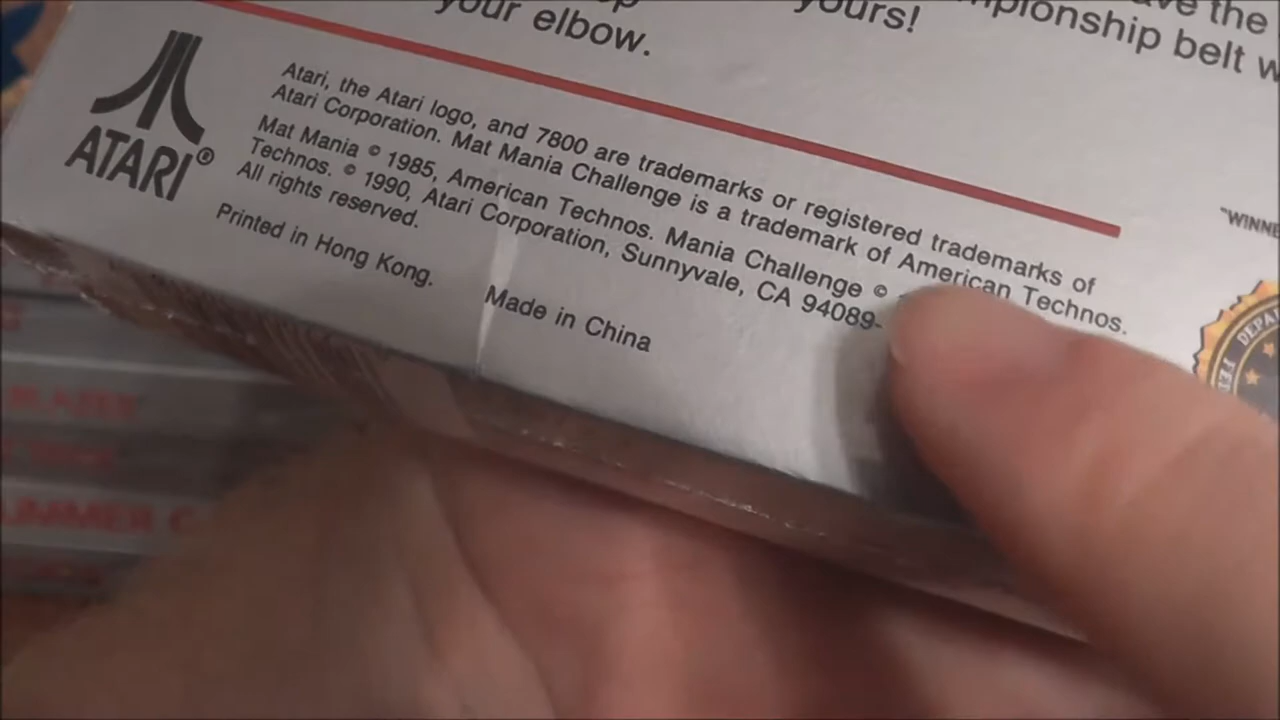 your elbow.
yours!
the
belt
ATARI®
Atari, the Atari logo, and 7800 are trademarks or registered trademarks of
Atari Corporation. Mat Mania Challenge is a trademark of American Technos.
Mat Mania © 1985, American Technos. Mania Challenge ©
Technos. © 1990, Atari Corporation, Sunnyvale, CA 94089-
All rights reserved.
Printed in Hong Kong.
Made in China